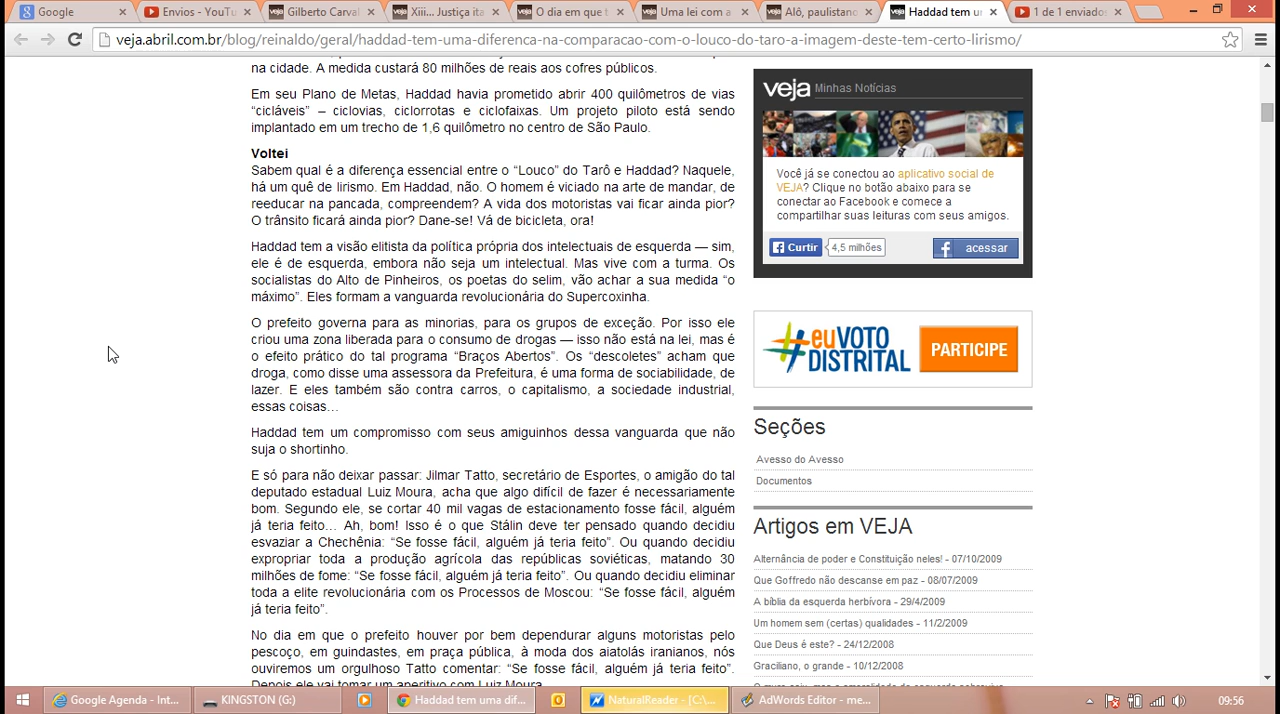 Google
Envios - YouTu
Gilberto Carval
Xiii... Justiça ita
O dia em que t
Uma lei com a
Alô, paulistano
Haddad tem u
1 de 1 enviados
veja.abril.com.br/blog/reinaldo/geral/haddad-tem-uma-diferenca-na-comparacao-com-o-louco-do-taro-a-imagem-deste-tem-certo-lirismo/
na cidade. A medida custará 80 milhões de reais aos cofres públicos.
Em seu Plano de Metas, Haddad havia prometido abrir 400 quilômetros de vias
“cicláveis” – ciclovias, ciclorrotas e ciclofaixas. Um projeto piloto está sendo
implantado em um trecho de 1,6 quilômetro no centro de São Paulo.
Voltei
Sabem qual é a diferença essencial entre o “Louco” do Tarô e Haddad? Naquele,
há um quê de lirismo. Em Haddad, não. O homem é viciado na arte de mandar, de
reeducar na pancada, compreendem? A vida dos motoristas vai ficar ainda pior?
O trânsito ficará ainda pior? Dane-se! Vá de bicicleta, ora!
Haddad tem a visão elitista da política própria dos intelectuais de esquerda — sim,
ele é de esquerda, embora não seja um intelectual. Mas vive com a turma. Os
socialistas do Alto de Pinheiros, os poetas do selim, vão achar a sua medida “o
máximo”. Eles formam a vanguarda revolucionária do Supercoxinha.
O prefeito governa para as minorias, para os grupos de exceção. Por isso ele
criou uma zona liberada para o consumo de drogas — isso não está na lei, mas é
o efeito prático do tal programa “Braços Abertos”. Os “descoletes” acham que
droga, como disse uma assessora da Prefeitura, é uma forma de sociabilidade, de
lazer. E eles também são contra carros, o capitalismo, a sociedade industrial,
essas coisas…
Haddad tem um compromisso com seus amiguinhos dessa vanguarda que não
suja o shortinho.
E só para não deixar passar: Jilmar Tatto, secretário de Esportes, o amigão do tal
deputado estadual Luiz Moura, acha que algo difícil de fazer é necessariamente
bom. Segundo ele, se cortar 40 mil vagas de estacionamento fosse fácil, alguém
já teria feito… Ah, bom! Isso é o que Stálin deve ter pensado quando decidiu
esvaziar a Chechênia: “Se fosse fácil, alguém já teria feito”. Ou quando decidiu
expropriar toda a produção agrícola das repúblicas soviéticas, matando 30
milhões de fome: “Se fosse fácil, alguém já teria feito”. Ou quando decidiu eliminar
toda a elite revolucionária com os Processos de Moscou: “Se fosse fácil, alguém
já teria feito”.
No dia em que o prefeito houver por bem dependurar alguns motoristas pelo
pescoço, em guindastes, em praça pública, à moda dos aiatolás iranianos, nós
ouviremos um orgulhoso Tatto comentar: “Se fosse fácil, alguém já teria feito”.
Depois ele vai tomar um aperitivo com Luiz Moura.
veja Minhas Notícias
Você já se conectou ao aplicativo social de
VEJA? Clique no botão abaixo para se
conectar ao Facebook e comece a
compartilhar suas leituras com seus amigos.
Curtir 4,5 milhões acessar
#euVOTO
DISTRITAL
PARTICIPE
Seções
Avesso do Avesso
Documentos
Artigos em VEJA
Alternância de poder e Constituição neles! - 07/10/2009
Que Goffredo não descanse em paz - 08/07/2009
A bíblia da esquerda herbívora - 29/4/2009
Um homem sem (certas) qualidades - 11/2/2009
Que Deus é este? - 24/12/2008
Graciliano, o grande - 10/12/2008
Google Agenda - Int...
KINGSTON (G:)
Haddad tem uma dif...
NaturalReader - [C:\...
AdWords Editor - me...
09:56